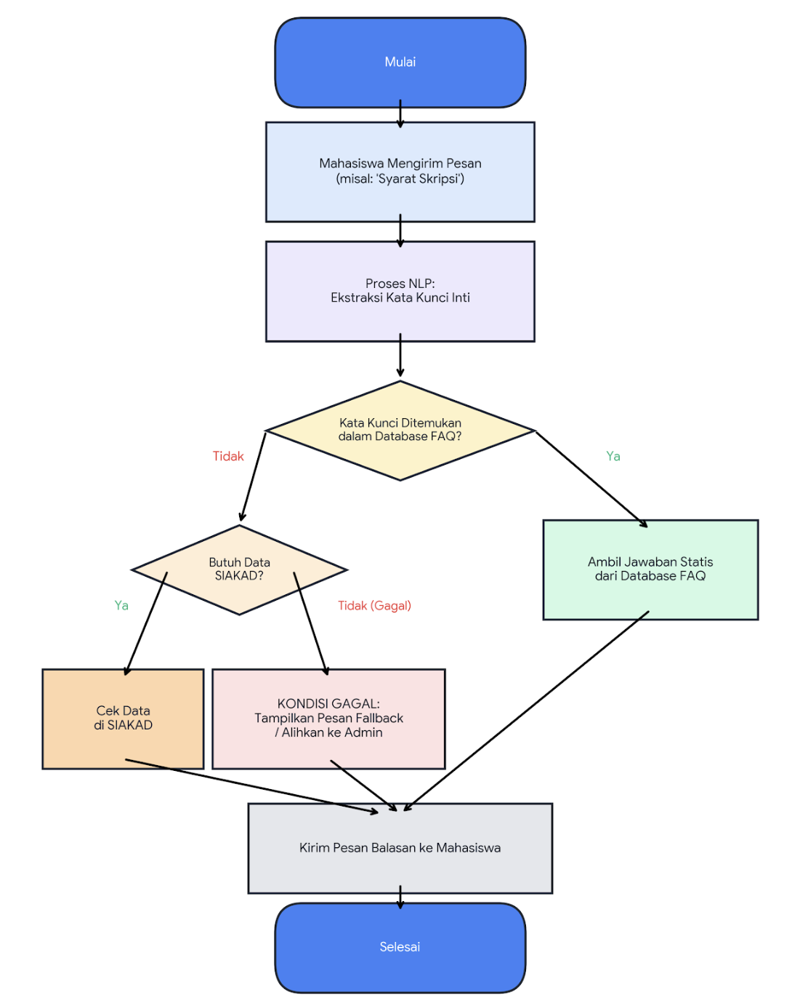 Mulai
Mahasiswa Mengirim Pesan
(misal: 'Syarat Skripsi')
Proses NLP:
Ekstraksi Kata Kunci Inti
Kata Kunci Ditemukan
dalam Database FAQ?
Tidak
Ya
Butuh Data
SIAKAD?
Ambil Jawaban Statis
dari Database FAQ
Ya
Tidak (Gagal)
Cek Data
di SIAKAD
KONDISI GAGAL:
Tampilkan Pesan Fallback
/ Alihkan ke Admin
Kirim Pesan Balasan ke Mahasiswa
Selesai